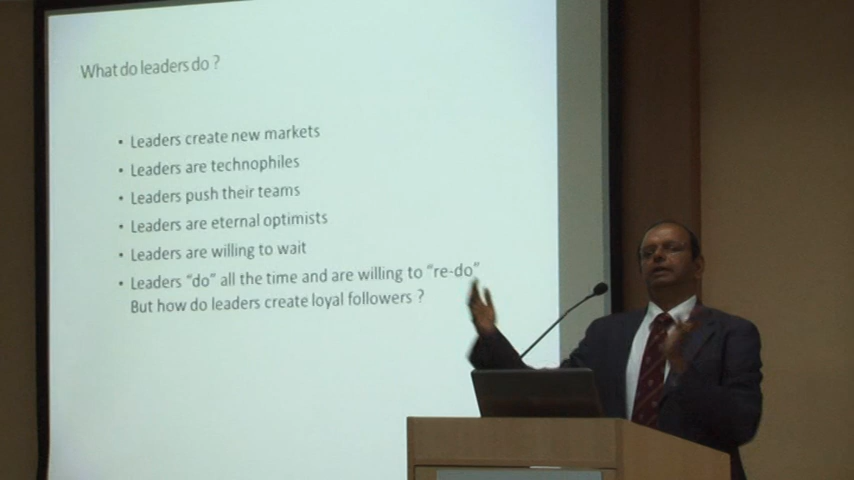 What do leaders do ?
• Leaders create new markets
• Leaders are technophiles
• Leaders push their teams
• Leaders are eternal optimists
• Leaders are willing to wait
• Leaders “do” all the time and are willing to “re-do”
But how do leaders create loyal followers ?